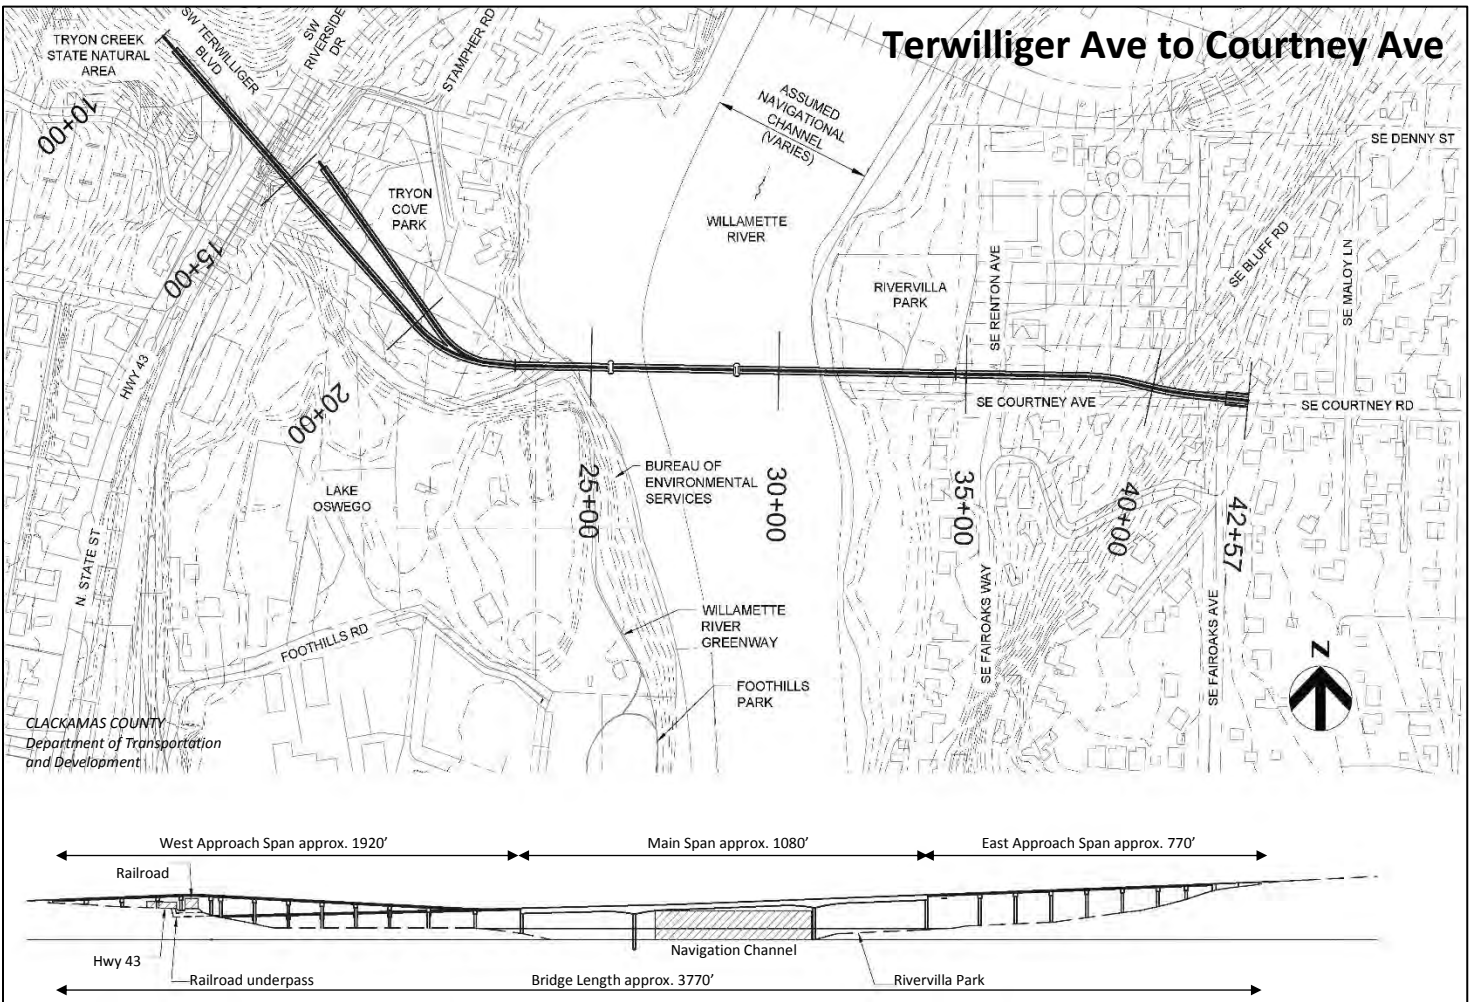 Terwilliger Ave to Courtney Ave
TRYON CREEK
STATE NATURAL
AREA
SW TERWILLIGER
BLVD
SW
RIVERSIDE
DR
STAMPHER RD
ASSUMED
NAVIGATIONAL
CHANNEL
(VARIES)
SE DENNY ST
10+00
TRYON
COVE
PARK
WILLAMETTE
RIVER
15+00
RIVERVILLA
PARK
SE RENTON AVE
SE BLUFF RD
SE MALOY LN
HWY 43
20+00
SE COURTNEY AVE
SE COURTNEY RD
LAKE
OSWEGO
25+00
BUREAU OF
ENVIRONMENTAL
SERVICES
30+00
35+00
40+00
42+57
N. STATE ST
FOOTHILLS RD
WILLAMETTE
RIVER
GREENWAY
SE FAIROAKS WAY
SE FAIROAKS AVE
FOOTHILLS
PARK
N
CLACKAMAS COUNTY
Department of Transportation
and Development
West Approach Span approx. 1920’
Main Span approx. 1080’
East Approach Span approx. 770’
Railroad
Navigation Channel
Hwy 43
Railroad underpass
Bridge Length approx. 3770’
Rivervilla Park